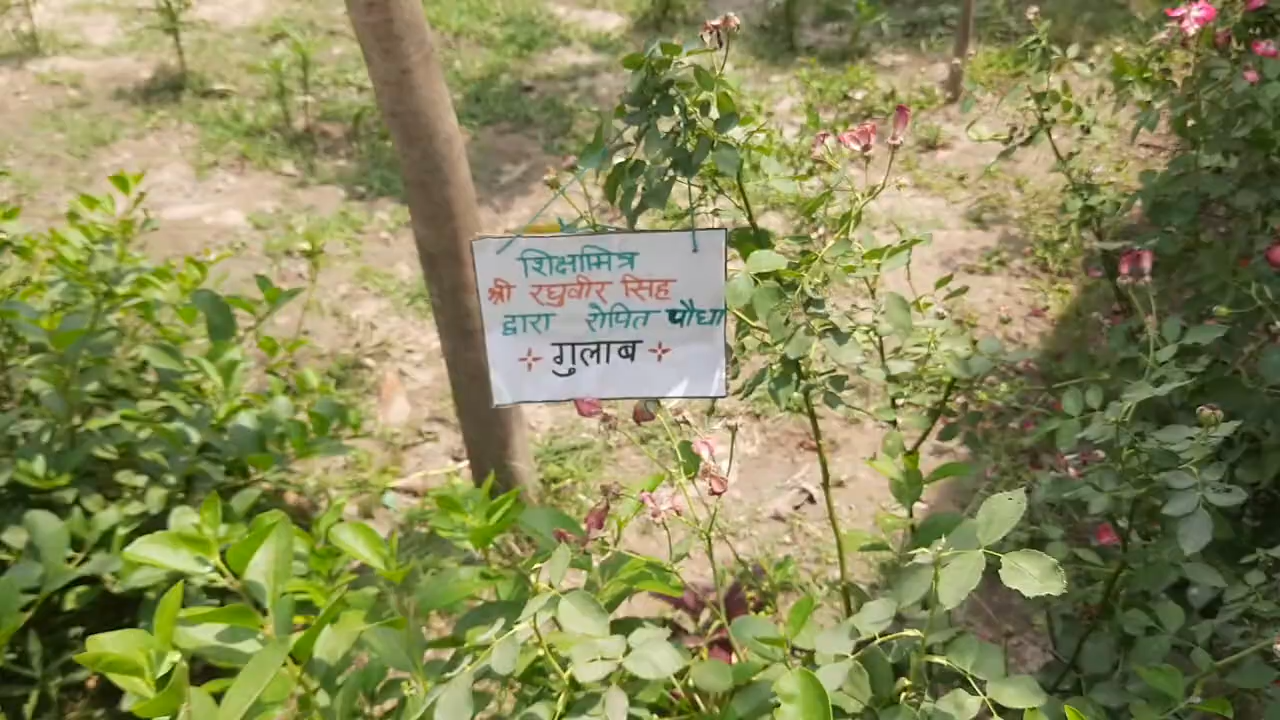 शिक्षामित्र
श्री रघुवीर सिह
द्वारा रोपित पौधा
गुलाब